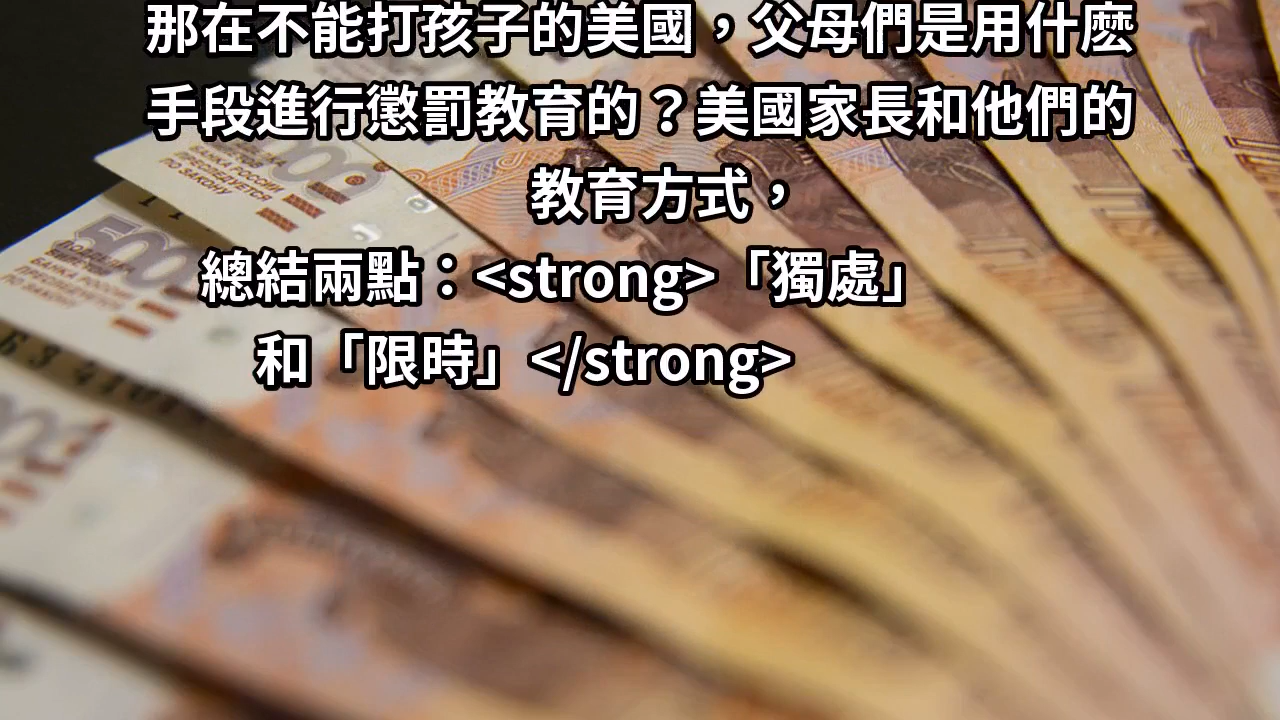 那在不能打孩子的美國，父母們是用什麽
手段進行懲罰教育的？美國家長和他們的
教育方式，
總結兩點：<strong>「獨處」
和「限時」</strong>